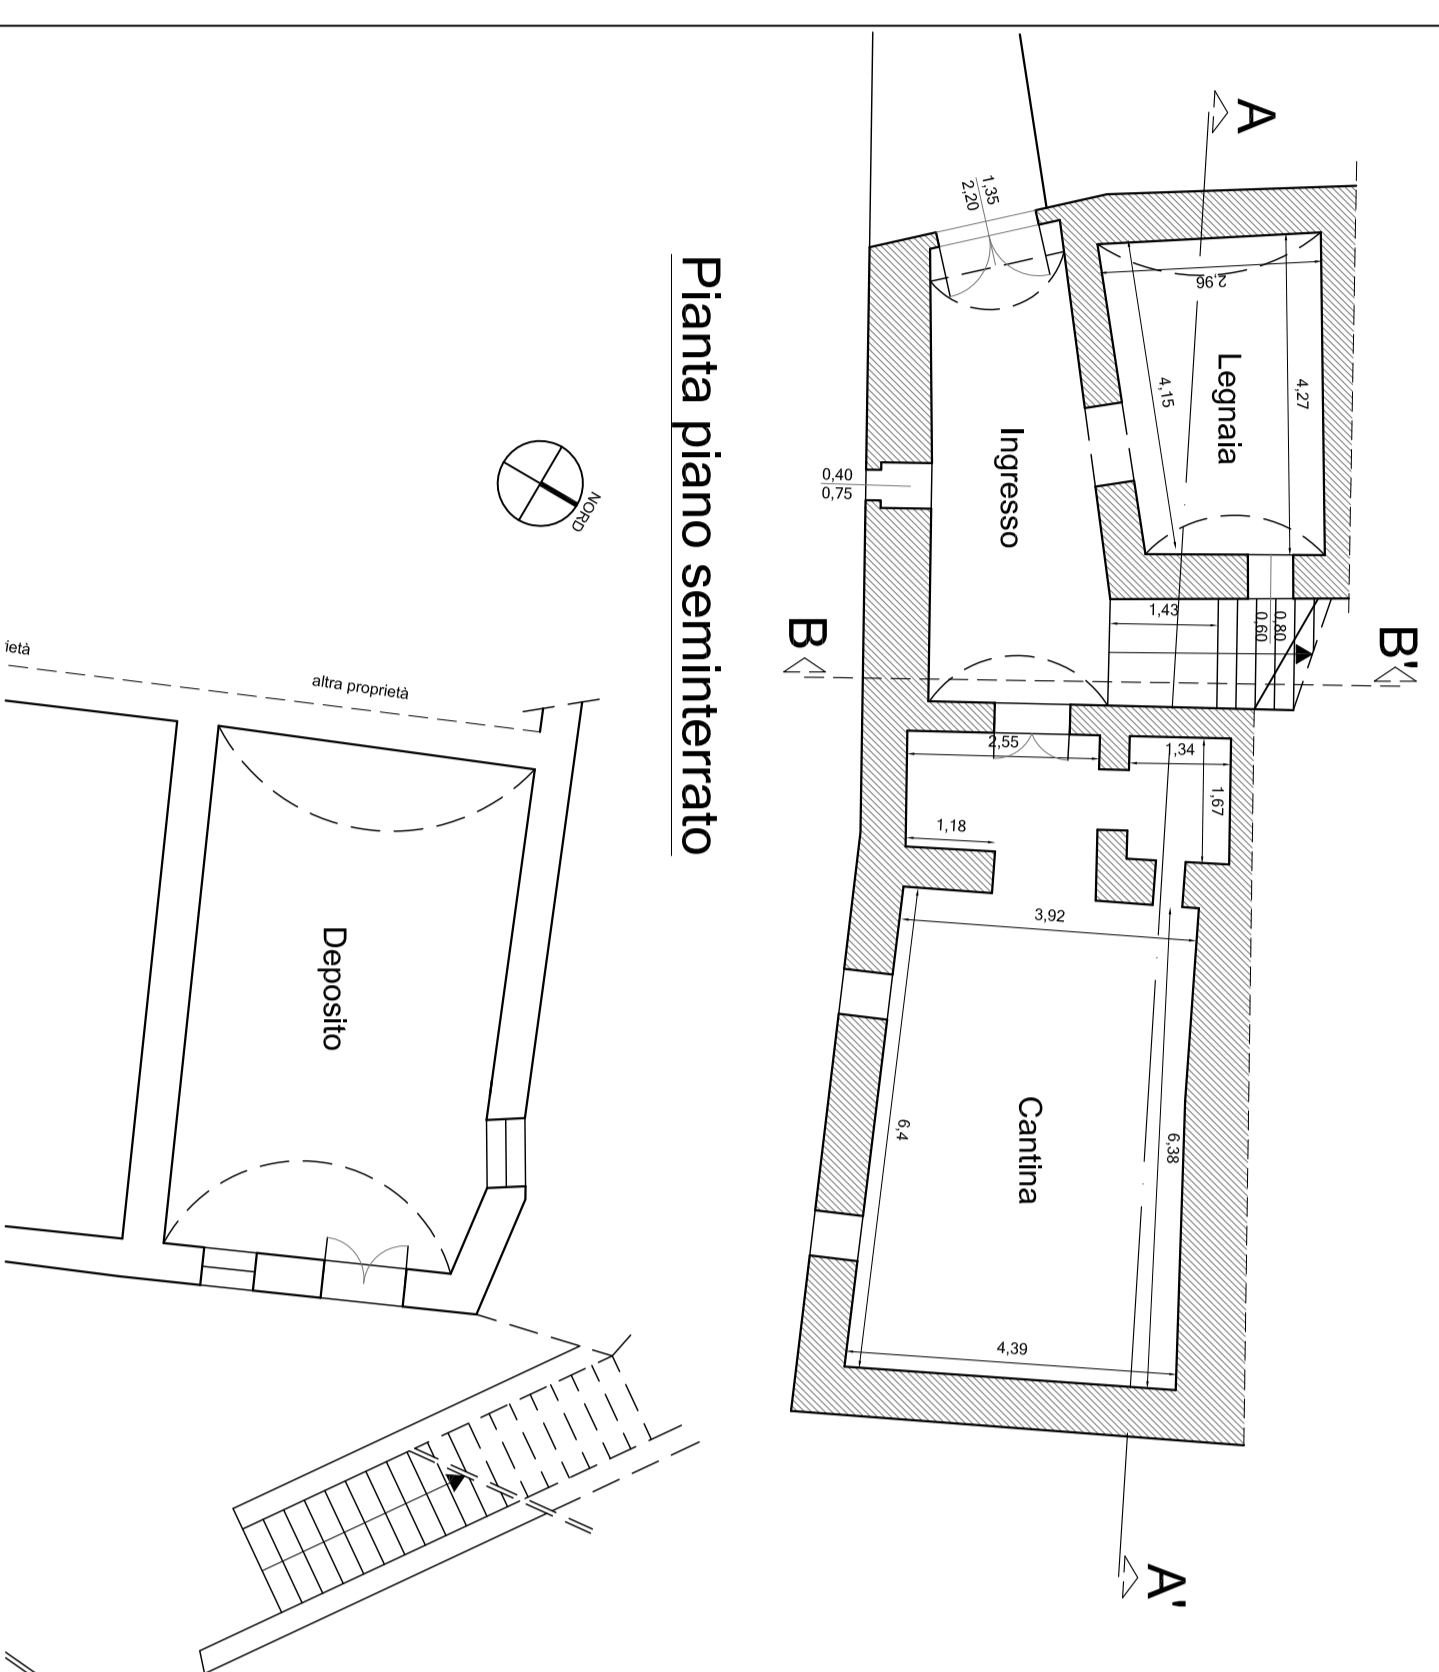 A
1,35
2,20
2,96
4,27
4,15
Legnaia
Ingresso
0,40
0,75
Pianta piano seminterrato
NORD
1,43
0,80
0,60
B
B'
ietà
altra proprietà
2,55
1,34
1,67
1,18
3,92
Deposito
Cantina
6,4
6,38
4,39
A'